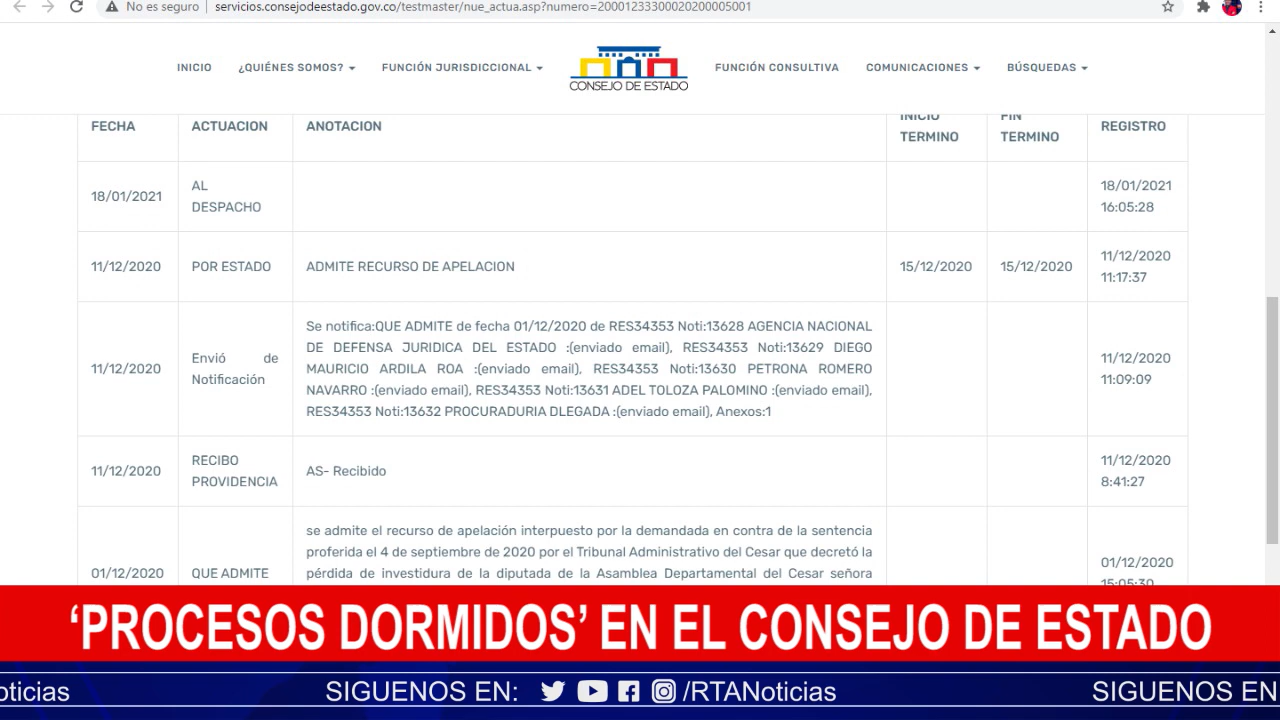 No es seguro
servicios.consejodeestado.gov.co/testmaster/nue_actua.asp?numero=20001233300020200005001
INICIO ¿QUIÉNES SOMOS? FUNCIÓN JURISDICCIONAL CONSEJO DE ESTADO FUNCIÓN CONSULTIVA COMUNICACIONES BÚSQUEDAS
FECHA ACTUACION ANOTACION INICIO TERMINO FIN TERMINO REGISTRO
18/01/2021
AL
DESPACHO
18/01/2021
16:05:28
11/12/2020
POR ESTADO
ADMITE RECURSO DE APELACION
15/12/2020
15/12/2020
11/12/2020
11:17:37
11/12/2020
Envió de
Notificación
Se notifica:QUE ADMITE de fecha 01/12/2020 de RES34353 Noti:13628 AGENCIA NACIONAL
DE DEFENSA JURIDICA DEL ESTADO :(enviado email), RES34353 Noti:13629 DIEGO
MAURICIO ARDILA ROA :(enviado email), RES34353 Noti:13630 PETRONA ROMERO
NAVARRO :(enviado email), RES34353 Noti:13631 ADEL TOLOZA PALOMINO :(enviado email),
RES34353 Noti:13632 PROCURADURIA DLEGADA :(enviado email), Anexos:1
11/12/2020
11:09:09
11/12/2020
RECIBO
PROVIDENCIA
AS- Recibido
11/12/2020
8:41:27
01/12/2020
QUE ADMITE
se admite el recurso de apelación interpuesto por la demandada en contra de la sentencia
proferida el 4 de septiembre de 2020 por el Tribunal Administrativo del Cesar que decretó la
pérdida de investidura de la diputada de la Asamblea Departamental del Cesar señora
01/12/2020
15:05:30
‘PROCESOS DORMIDOS’ EN EL CONSEJO DE ESTADO
oticias SIGUENOS EN: /RTANoticias SIGUENOS EN